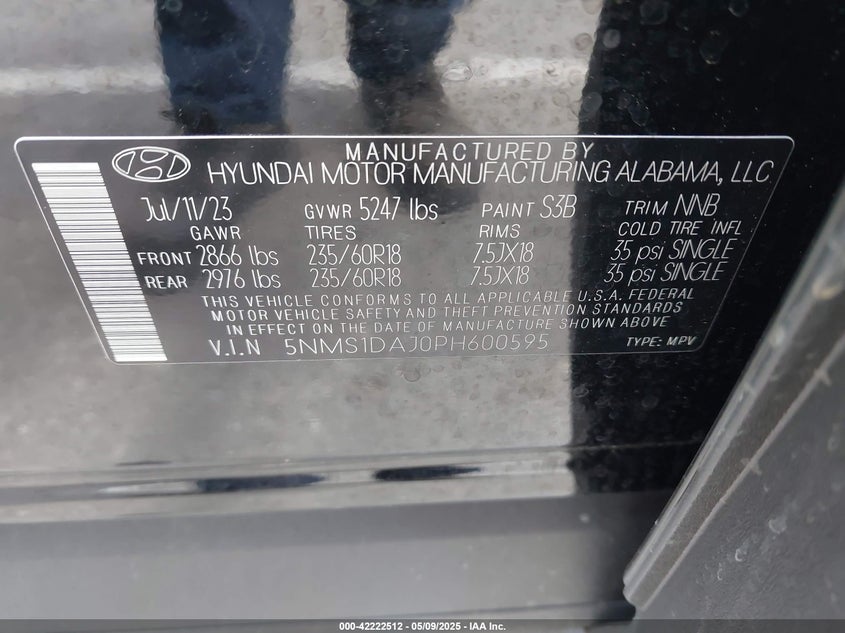 MANUFACTURED BY
HYUNDAI MOTOR MANUFACTURING ALABAMA, LLC
Jul/11/23 GVWR 5247 lbs PAINT S3B TRIM NNB
GAWR TIRES RIMS COLD TIRE INFL
FRONT 2866 lbs 235/60R18 7.5JX18 35 psi SINGLE
REAR 2976 lbs 235/60R18 7.5JX18 35 psi SINGLE
THIS VEHICLE CONFORMS TO ALL APPLICABLE U.S.A. FEDERAL
MOTOR VEHICLE SAFETY AND THEFT PREVENTION STANDARDS
IN EFFECT ON THE DATE OF MANUFACTURE SHOWN ABOVE
V.I.N 5NMS1DAJ0PH600595 TYPE: MPV
000-42222512 - 05/09/2025 - IAA Inc.